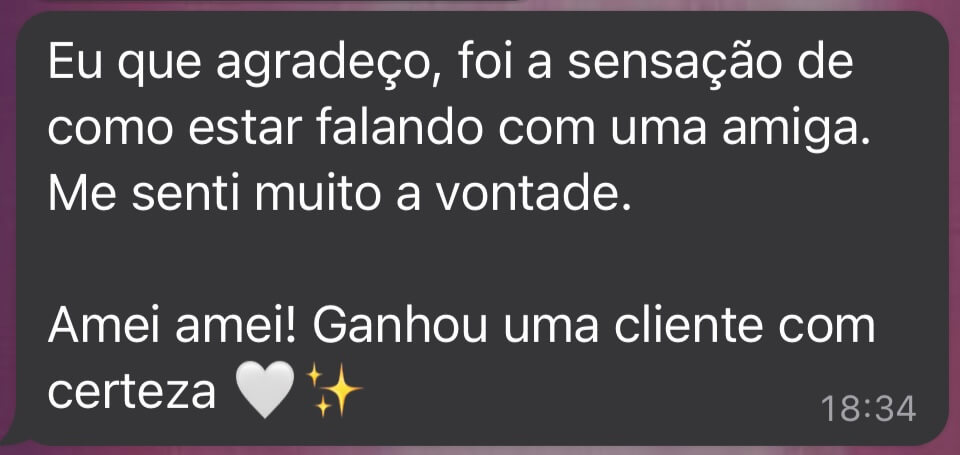 Eu que agradeço, foi a sensação de
como estar falando com uma amiga.
Me senti muito a vontade.
Amei amei! Ganhou uma cliente com
certeza 🤍✨
18:34